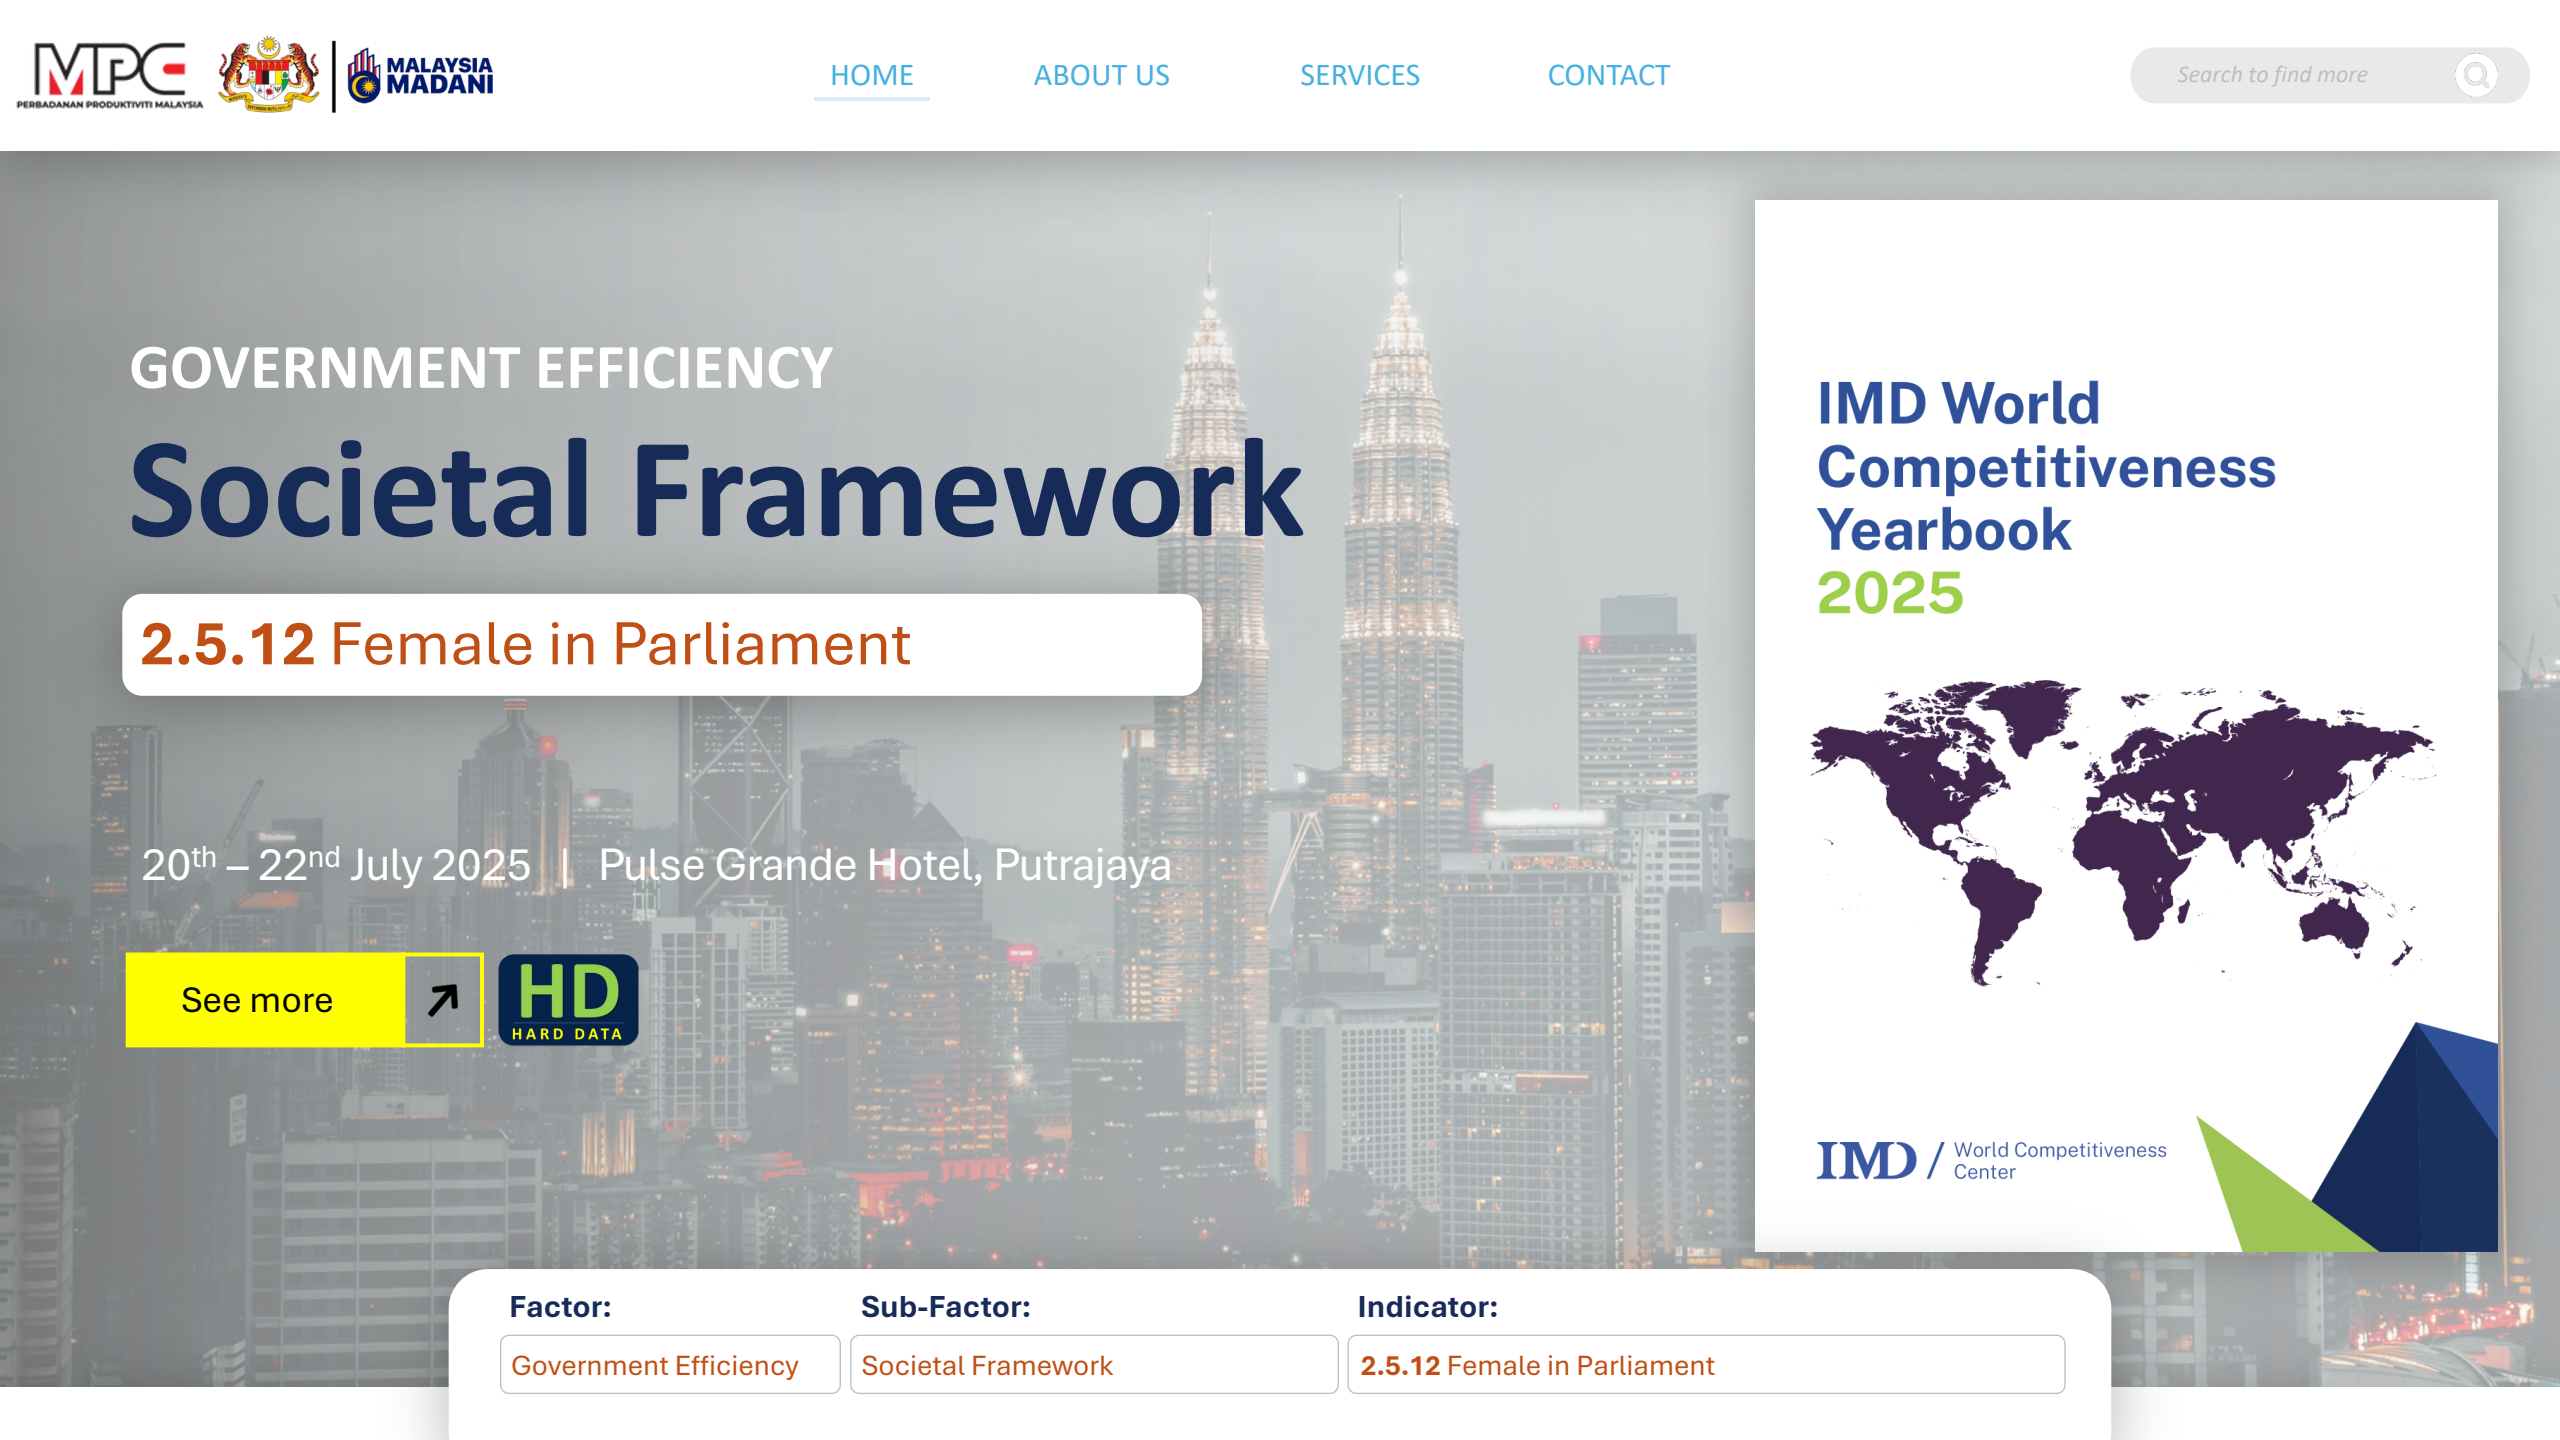 MPC
PERBADANAN PRODUKTIVITI MALAYSIA
MALAYSIA
MADANI
HOME
ABOUT US
SERVICES
CONTACT
Search to find more
GOVERNMENT EFFICIENCY
Societal Framework
2.5.12 Female in Parliament
20th – 22nd July 2025 | Pulse Grande Hotel, Putrajaya
See more
HD
HARD DATA
IMD World
Competitiveness
Yearbook
2025
IMD / World Competitiveness
Center
Factor:
Sub-Factor:
Indicator:
Government Efficiency
Societal Framework
2.5.12 Female in Parliament